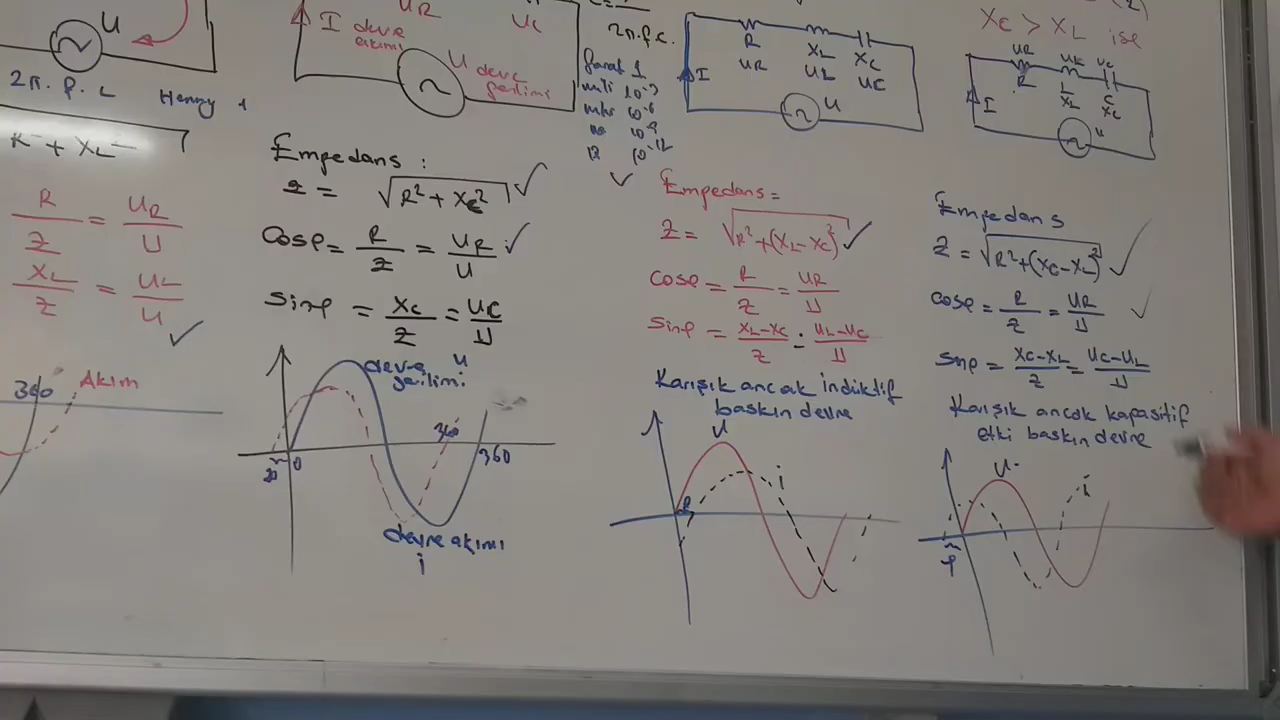 U
2π.f.L Henry
R
Z
=
UR
U
XL
Z
=
UL
U
360 Akım
I devre
akımı
UR
UC
U devre
gerilimi
Empedans:
Z = √R²+XC²
Cosφ = R/Z = UR/U
Sinφ = XC/Z = UC/U
devre U
gerilimi
360
0
360
devre akımı
i
2π.f.c.
farat 1
mili 10⁻³
10⁻⁶
10⁻⁹
10⁻¹²
R
UR
XL
UL
XC
UC
I
U
Empedans=
Z = √R²+(XL-XC)²
Cosφ = R/Z = UR/U
Sinφ = XL-XC/Z = UL-UC/U
Karışık ancak indüktif
baskın devre
U
i
XC > XL ise
UR
R
L
XL
UC
C
XC
I
U
Empedans
Z = √R²+(XC-XL)²
Cosφ = R/Z = UR/U
Sinφ = XC-XL/Z = UC-UL/U
Karışık ancak kapasitif
etki baskın devre
U
i
φ